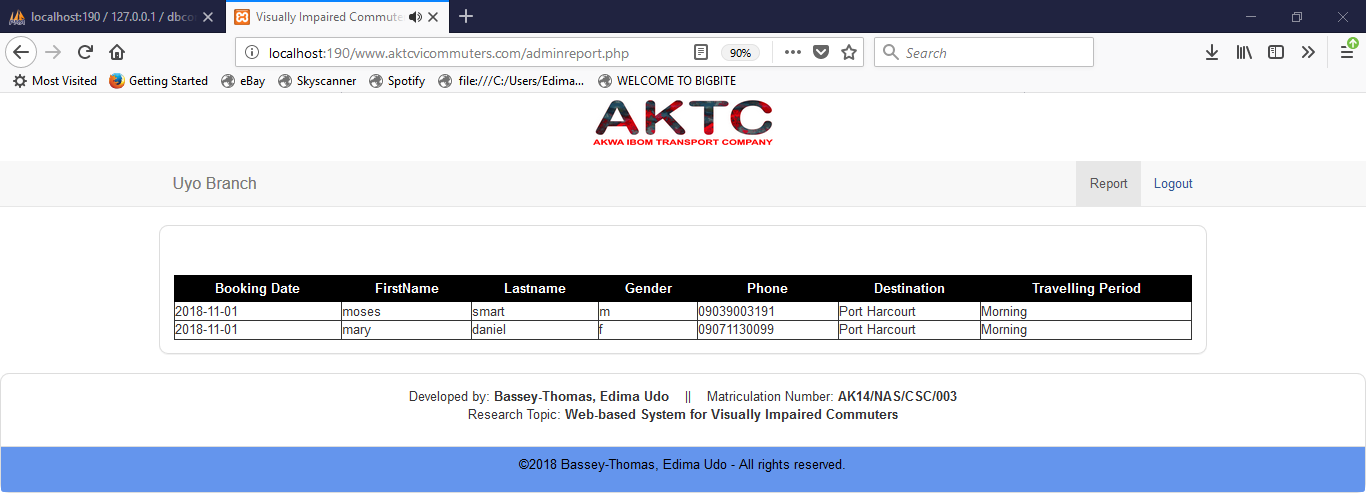 localhost:190 / 127.0.0.1 / dbco
Visually Impaired Commute
localhost:190/www.aktcvicommuters.com/adminreport.php
90%
Search
Most Visited
Getting Started
eBay
Skyscanner
Spotify
file:///C:/Users/Edima...
WELCOME TO BIGBITE
AKTC
AKWA IBOM TRANSPORT COMPANY
Uyo Branch
Report
Logout
Booking Date FirstName Lastname Gender Phone Destination Travelling Period
2018-11-01 moses smart m 09039003191 Port Harcourt Morning
2018-11-01 mary daniel f 09071130099 Port Harcourt Morning
Developed by: Bassey-Thomas, Edima Udo || Matriculation Number: AK14/NAS/CSC/003
Research Topic: Web-based System for Visually Impaired Commuters
©2018 Bassey-Thomas, Edima Udo - All rights reserved.